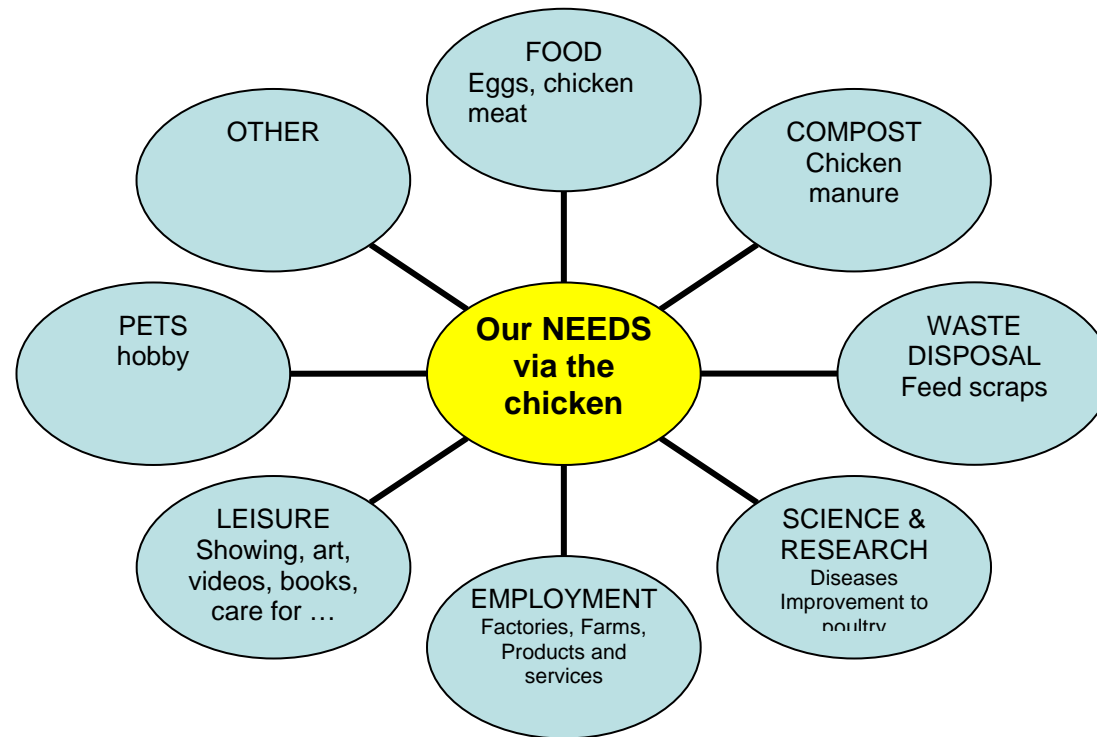 FOOD
Eggs, chicken
meat
COMPOST
Chicken
manure
WASTE
DISPOSAL
Feed scraps
SCIENCE &
RESEARCH
Diseases
Improvement to
poultry
EMPLOYMENT
Factories, Farms,
Products and
services
LEISURE
Showing, art,
videos, books,
care for …
PETS
hobby
OTHER
Our NEEDS
via the
chicken